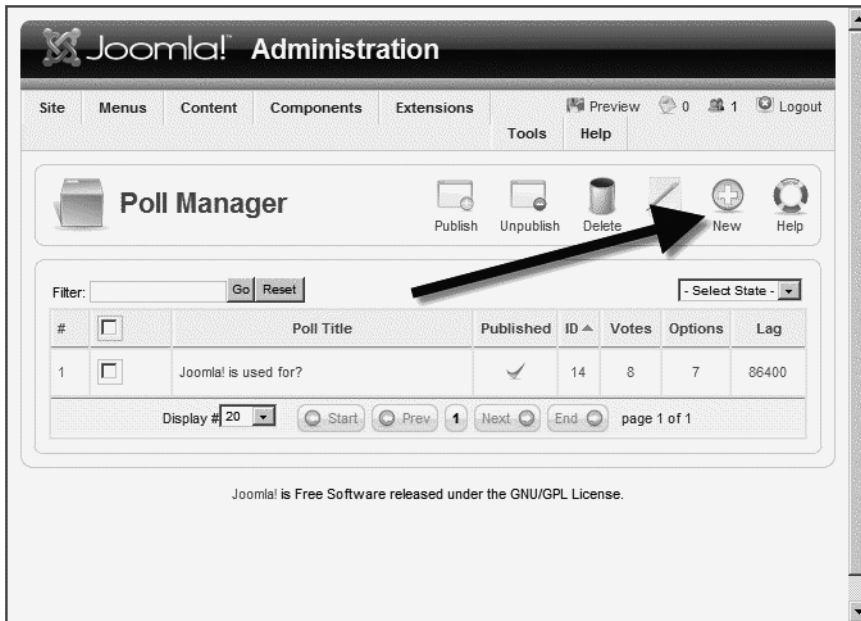 Joomla!™ Administration
Site Menus Content Components Extensions Preview 0 1 Logout
Tools Help
Poll Manager
Publish Unpublish Delete New Help
Filter: Go Reset - Select State -
# Poll Title Published ID Votes Options Lag
1 Joomla! is used for? 14 8 7 86400
Display # 20 Start Prev 1 Next End page 1 of 1
Joomla! is Free Software released under the GNU/GPL License.